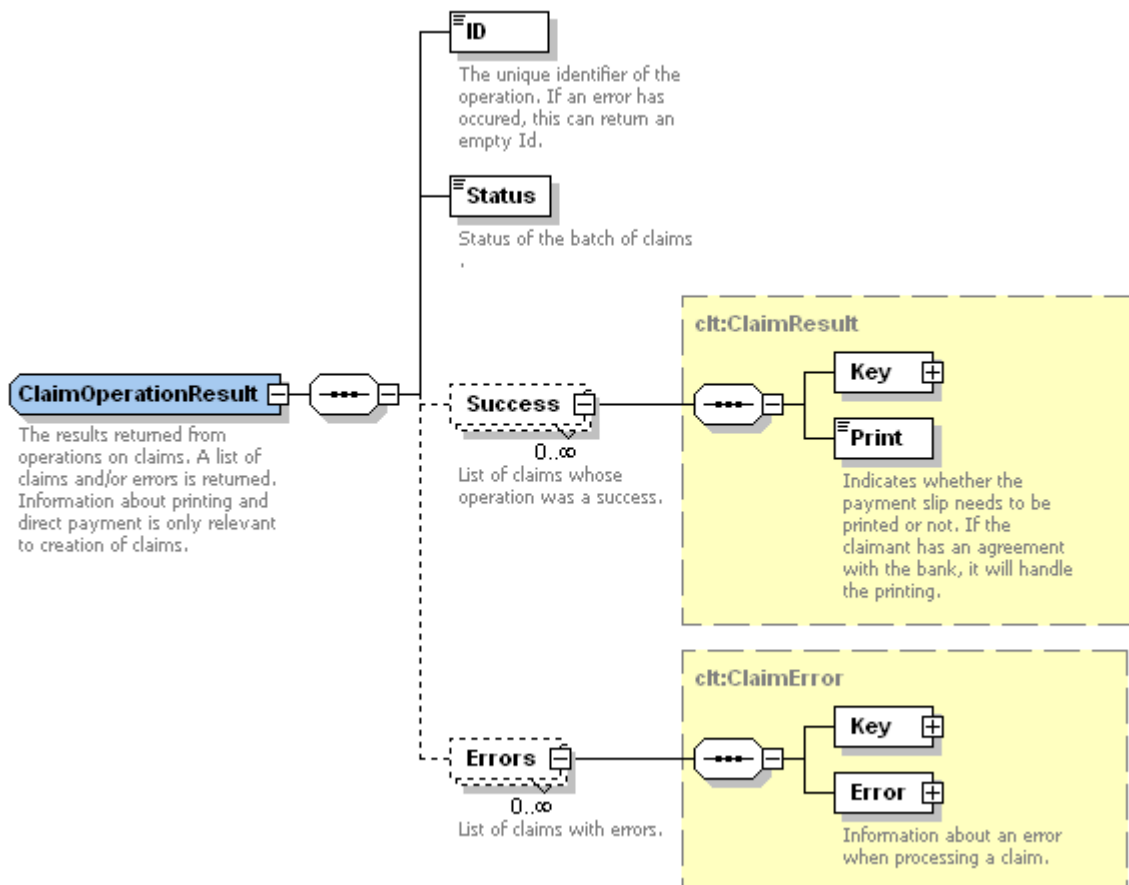 ID
The unique identifier of the
operation. If an error has
occured, this can return an
empty Id.
Status
Status of the batch of claims
.
ClaimOperationResult
The results returned from
operations on claims. A list of
claims and/or errors is returned.
Information about printing and
direct payment is only relevant
to creation of claims.
Success
0..∞
List of claims whose
operation was a success.
clt:ClaimResult
Key
Print
Indicates whether the
payment slip needs to be
printed or not. If the
claimant has an agreement
with the bank, it will handle
the printing.
Errors
0..∞
List of claims with errors.
clt:ClaimError
Key
Error
Information about an error
when processing a claim.